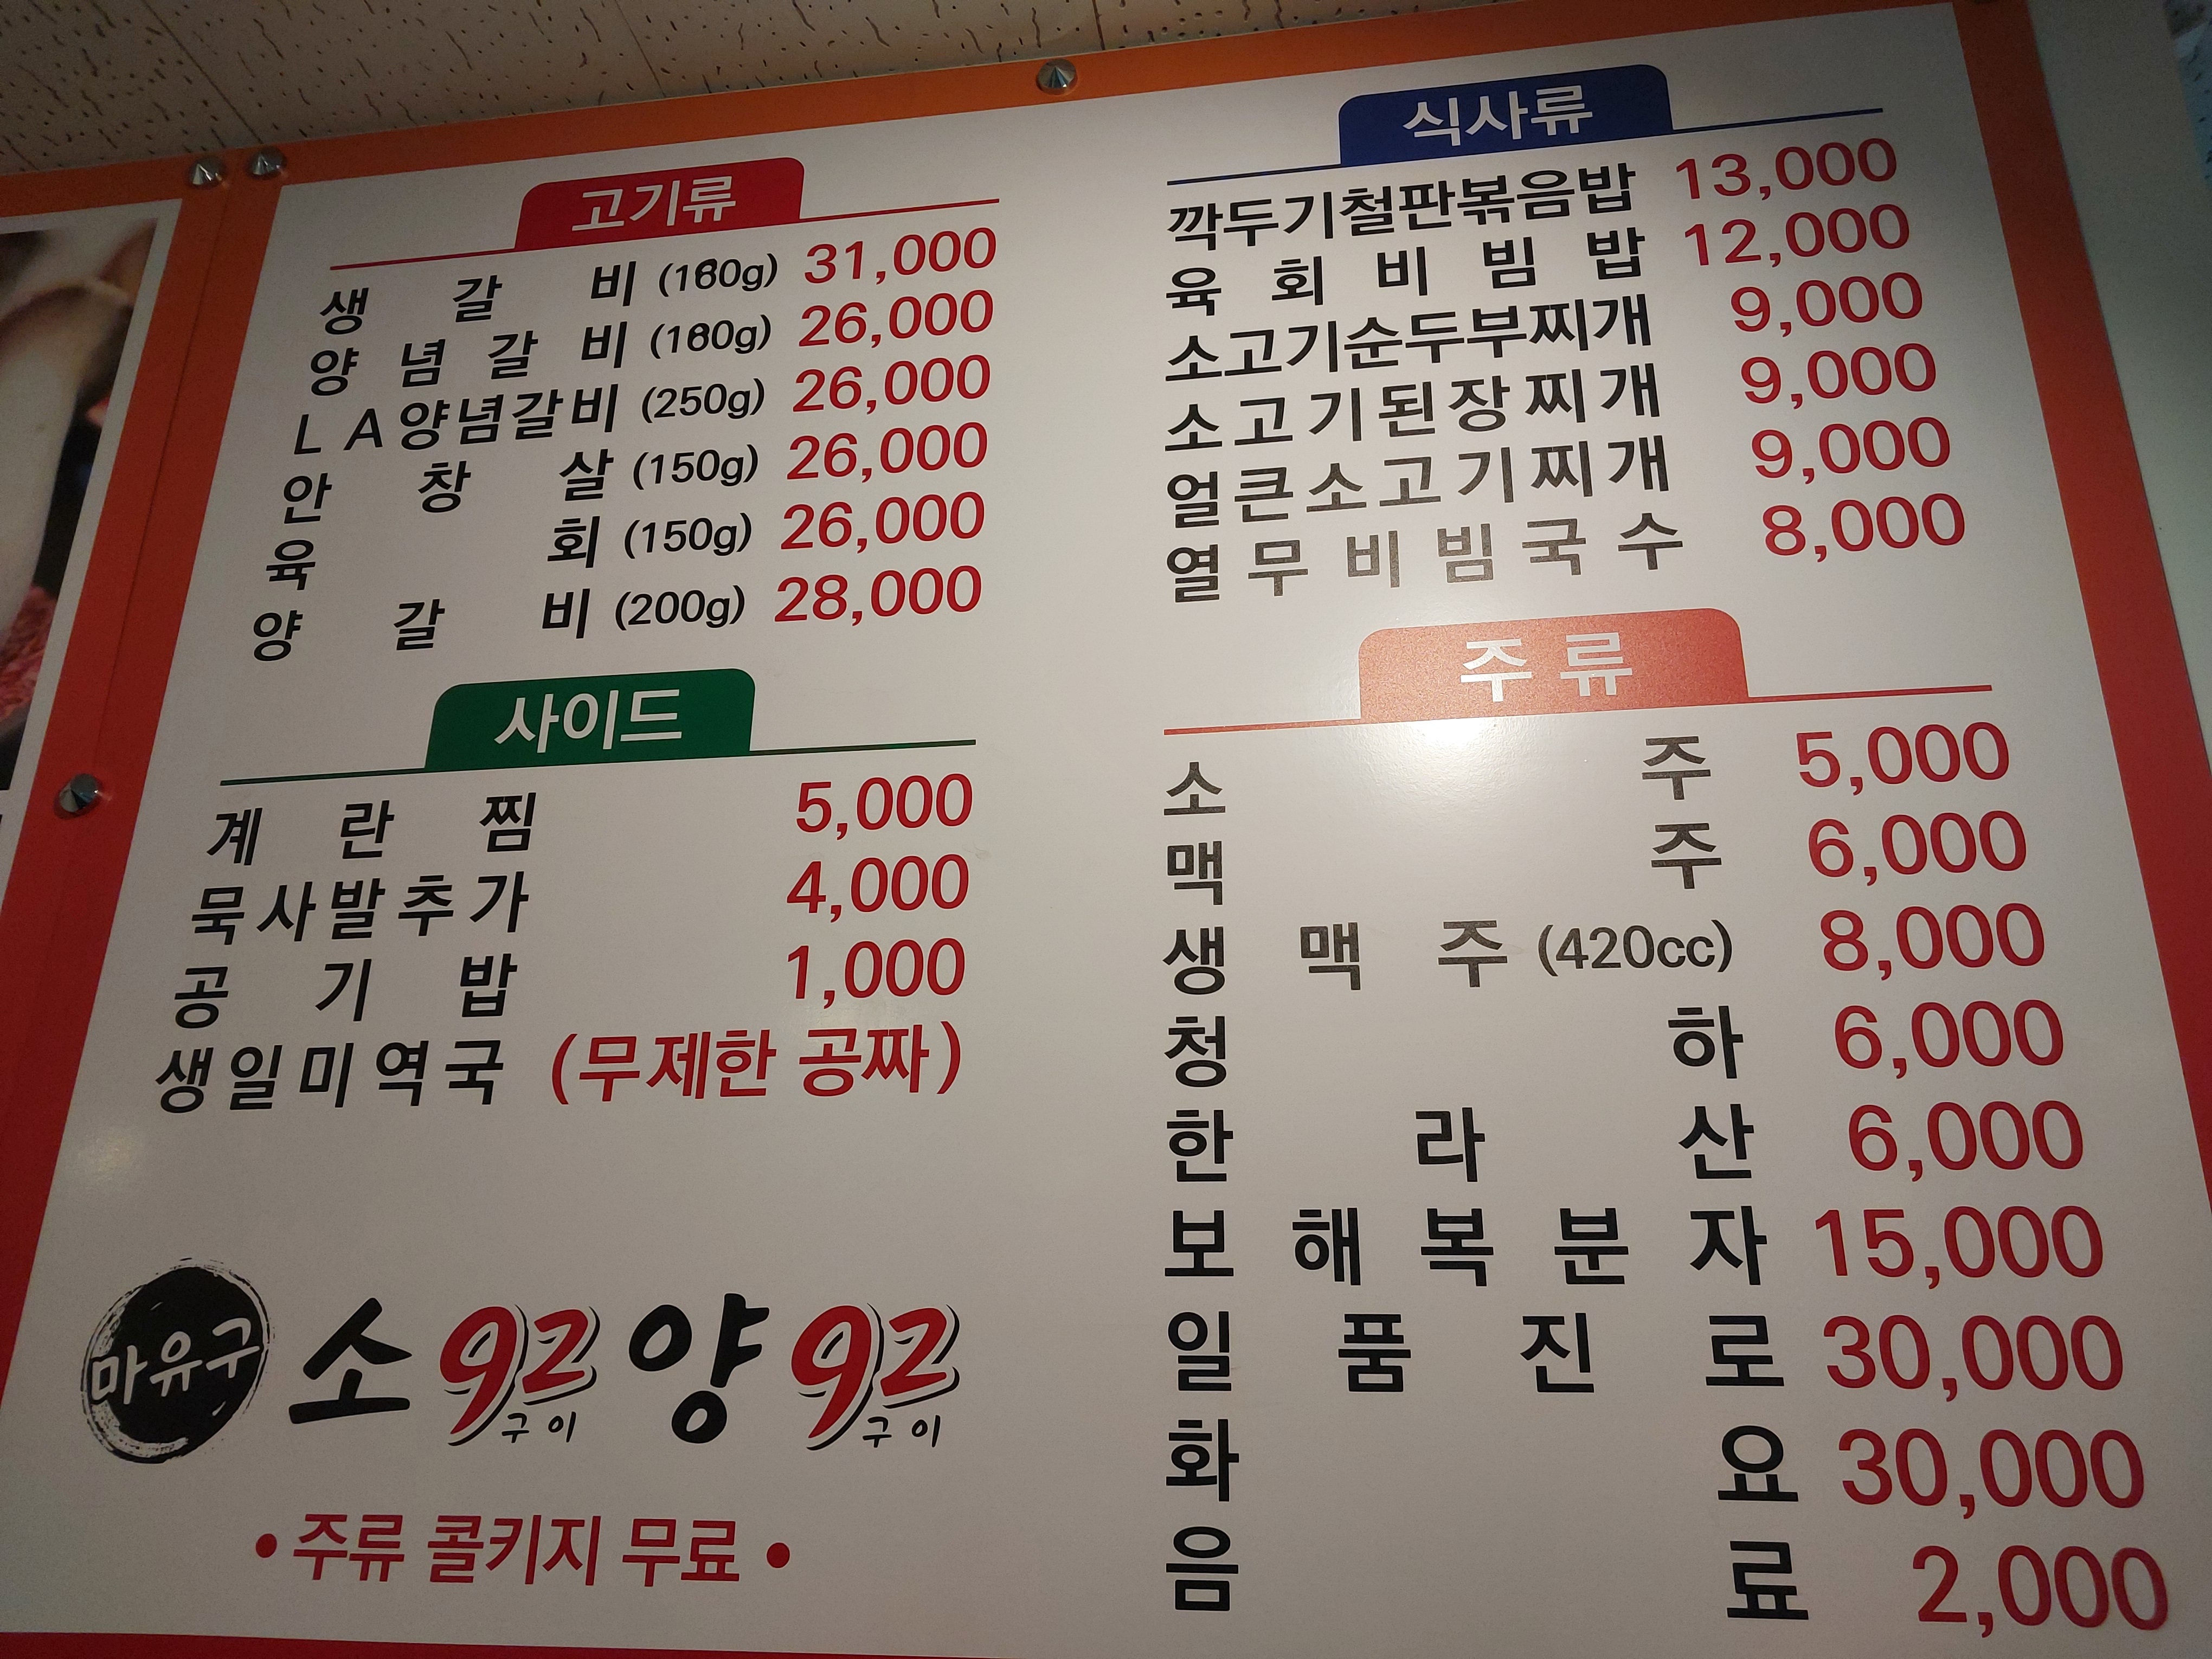 고기류
생갈비 (160g) 31,000
양념갈비 (160g) 26,000
LA양념갈비 (250g) 26,000
안창살 (150g) 26,000
육회 (150g) 26,000
양갈비 (200g) 28,000
사이드
계란찜 5,000
묵사발추가 4,000
공기밥 1,000
생일미역국 (무제한 공짜)
마유구 소92 양92
구이 구이
• 주류 콜키지 무료 •
식사류
깍두기철판볶음밥 13,000
육회비빔밥 12,000
소고기순두부찌개 9,000
소고기된장찌개 9,000
얼큰소고기찌개 9,000
열무비빔국수 8,000
주류
소주 5,000
맥주 6,000
생맥주 (420cc) 8,000
청하 6,000
한라산 6,000
보해복분자 15,000
일품진로 30,000
화요 30,000
음료 2,000